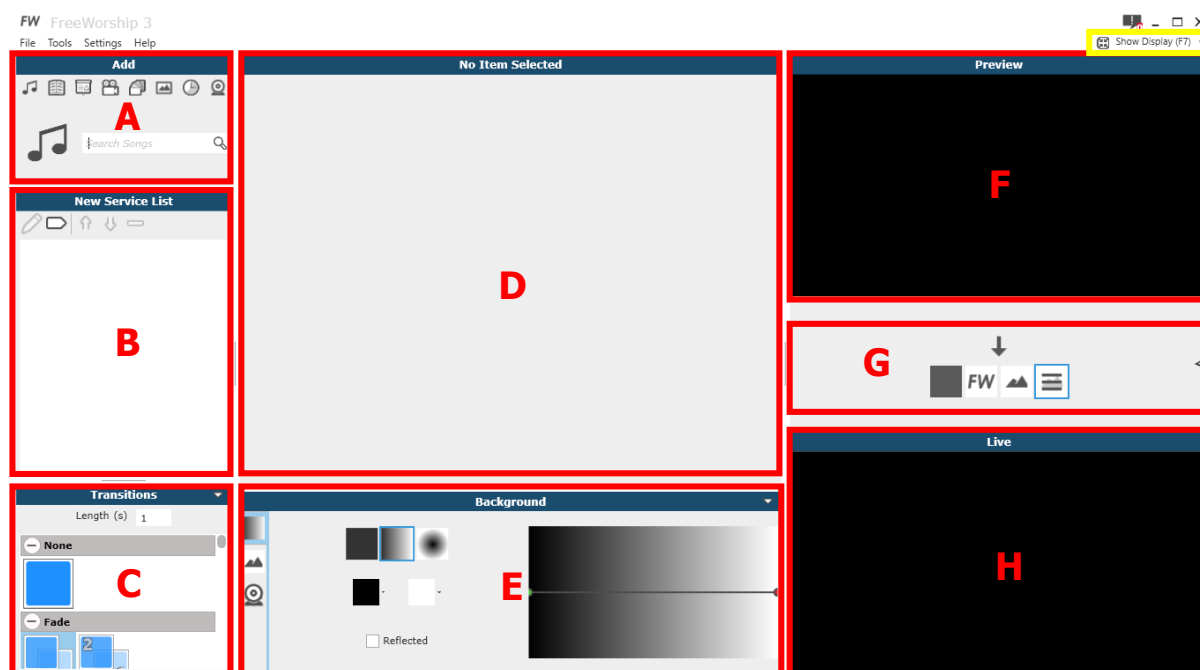 FW FreeWorship 3
File Tools Settings Help
Show Display (F7)
Add
A
Search Songs
New Service List
B
Transitions
Length (s) 1
None
C
Fade
2
No Item Selected
D
Background
E
Reflected
Preview
F
G
FW
Live
H